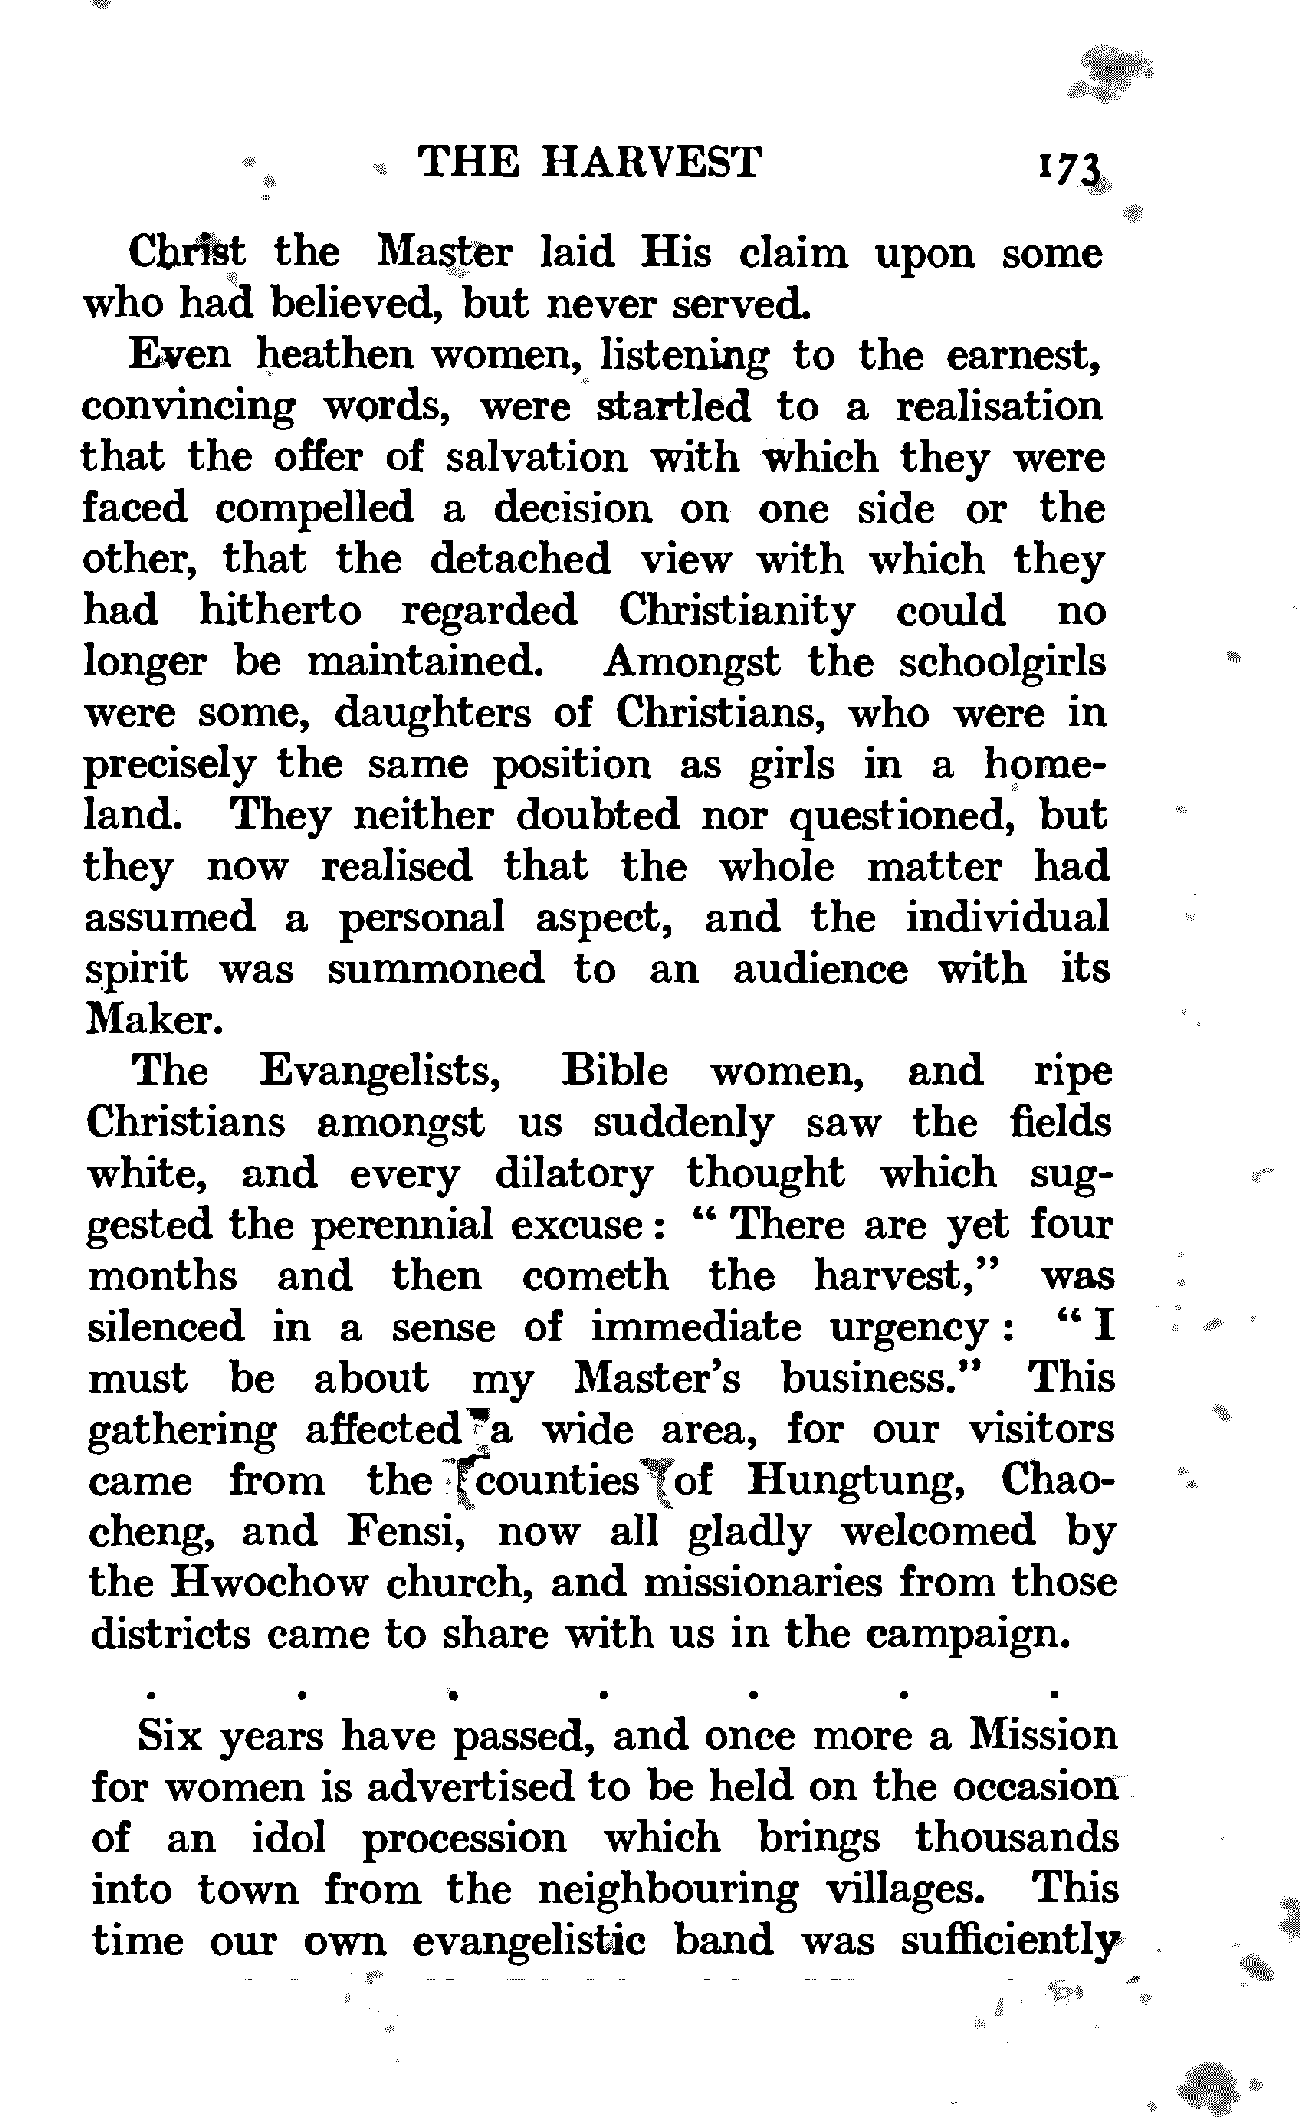 THE HARVEST 173
Christ the Master laid His claim upon some
who had believed, but never served.
Even heathen women, listening to the earnest,
convincing words, were startled to a realisation
that the offer of salvation with which they were
faced compelled a decision on one side or the
other, that the detached view with which they
had hitherto regarded Christianity could no
longer be maintained. Amongst the schoolgirls
were some, daughters of Christians, who were in
precisely the same position as girls in a home-
land. They neither doubted nor questioned, but
they now realised that the whole matter had
assumed a personal aspect, and the individual
spirit was summoned to an audience with its
Maker.
The Evangelists, Bible women, and ripe
Christians amongst us suddenly saw the fields
white, and every dilatory thought which sug-
gested the perennial excuse: “There are yet four
months and then cometh the harvest,” was
silenced in a sense of immediate urgency: “I
must be about my Master’s business.” This
gathering affected a wide area, for our visitors
came from the counties of Hungtung, Chao-
cheng, and Fensi, now all gladly welcomed by
the Hwochow church, and missionaries from those
districts came to share with us in the campaign.
. . . . . . .
Six years have passed, and once more a Mission
for women is advertised to be held on the occasion
of an idol procession which brings thousands
into town from the neighbouring villages. This
time our own evangelistic band was sufficiently